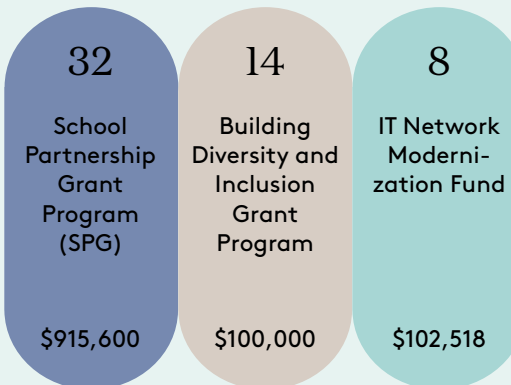 32
School
Partnership
Grant
Program
(SPG)
$915,600
14
Building
Diversity and
Inclusion
Grant
Program
$100,000
8
IT Network
Moderni-
zation Fund
$102,518